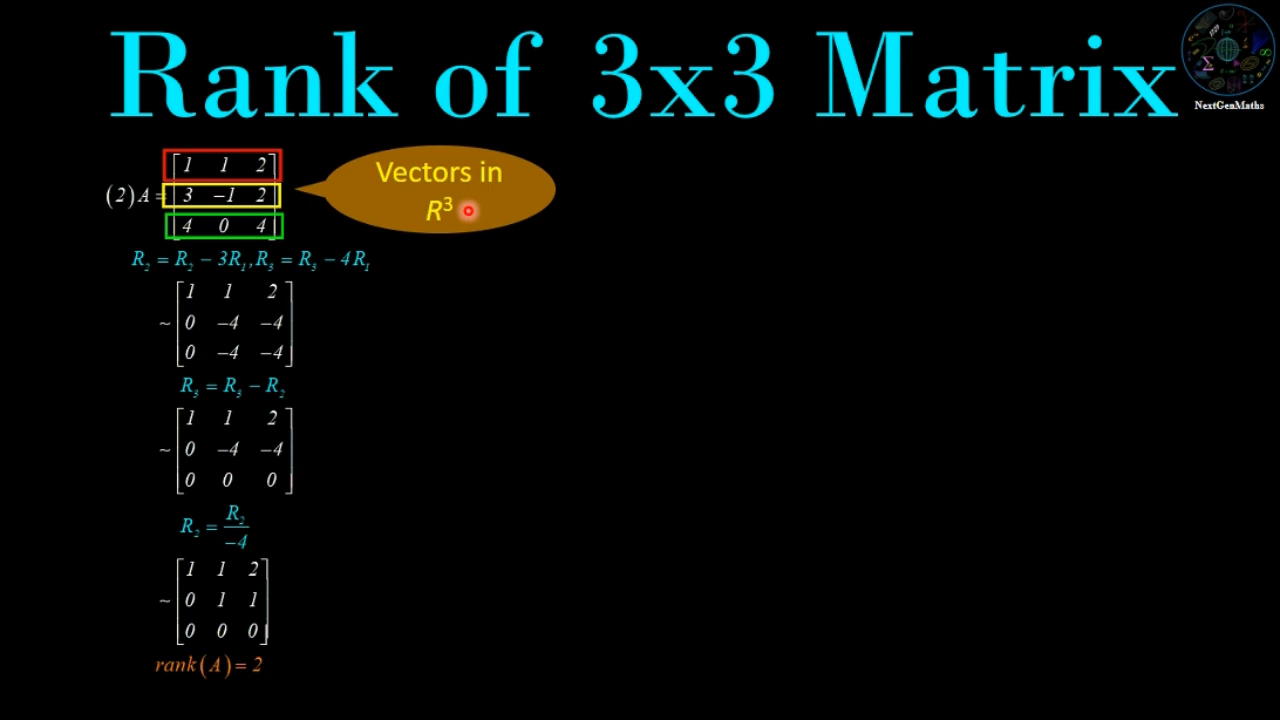 Rank of 3x3 Matrix
NextGenMaths
(2) A = [1 1 2]
[3 −1 2]
[4 0 4]
Vectors in
R³
R₂ = R₂ − 3R₁, R₃ = R₃ − 4R₁
[1 1 2]
~ [0 −4 −4]
[0 −4 −4]
R₃ = R₃ − R₂
[1 1 2]
~ [0 −4 −4]
[0 0 0]
R₂ = R₂/−4
[1 1 2]
~ [0 1 1]
[0 0 0]
rank(A) = 2